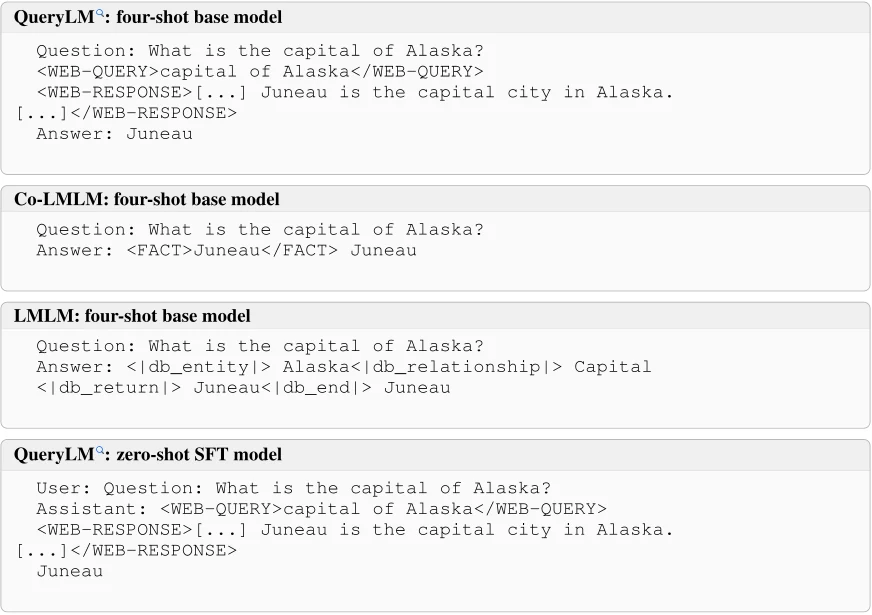 QueryLM🔍: four-shot base model
Question: What is the capital of Alaska?
<WEB-QUERY>capital of Alaska</WEB-QUERY>
<WEB-RESPONSE>[...] Juneau is the capital city in Alaska.
[...]</WEB-RESPONSE>
Answer: Juneau
Co-LMLM: four-shot base model
Question: What is the capital of Alaska?
Answer: <FACT>Juneau</FACT> Juneau
LMLM: four-shot base model
Question: What is the capital of Alaska?
Answer: <|db_entity|> Alaska<|db_relationship|> Capital
<|db_return|> Juneau<|db_end|> Juneau
QueryLM🔍: zero-shot SFT model
User: Question: What is the capital of Alaska?
Assistant: <WEB-QUERY>capital of Alaska</WEB-QUERY>
<WEB-RESPONSE>[...] Juneau is the capital city in Alaska.
[...]</WEB-RESPONSE>
Juneau